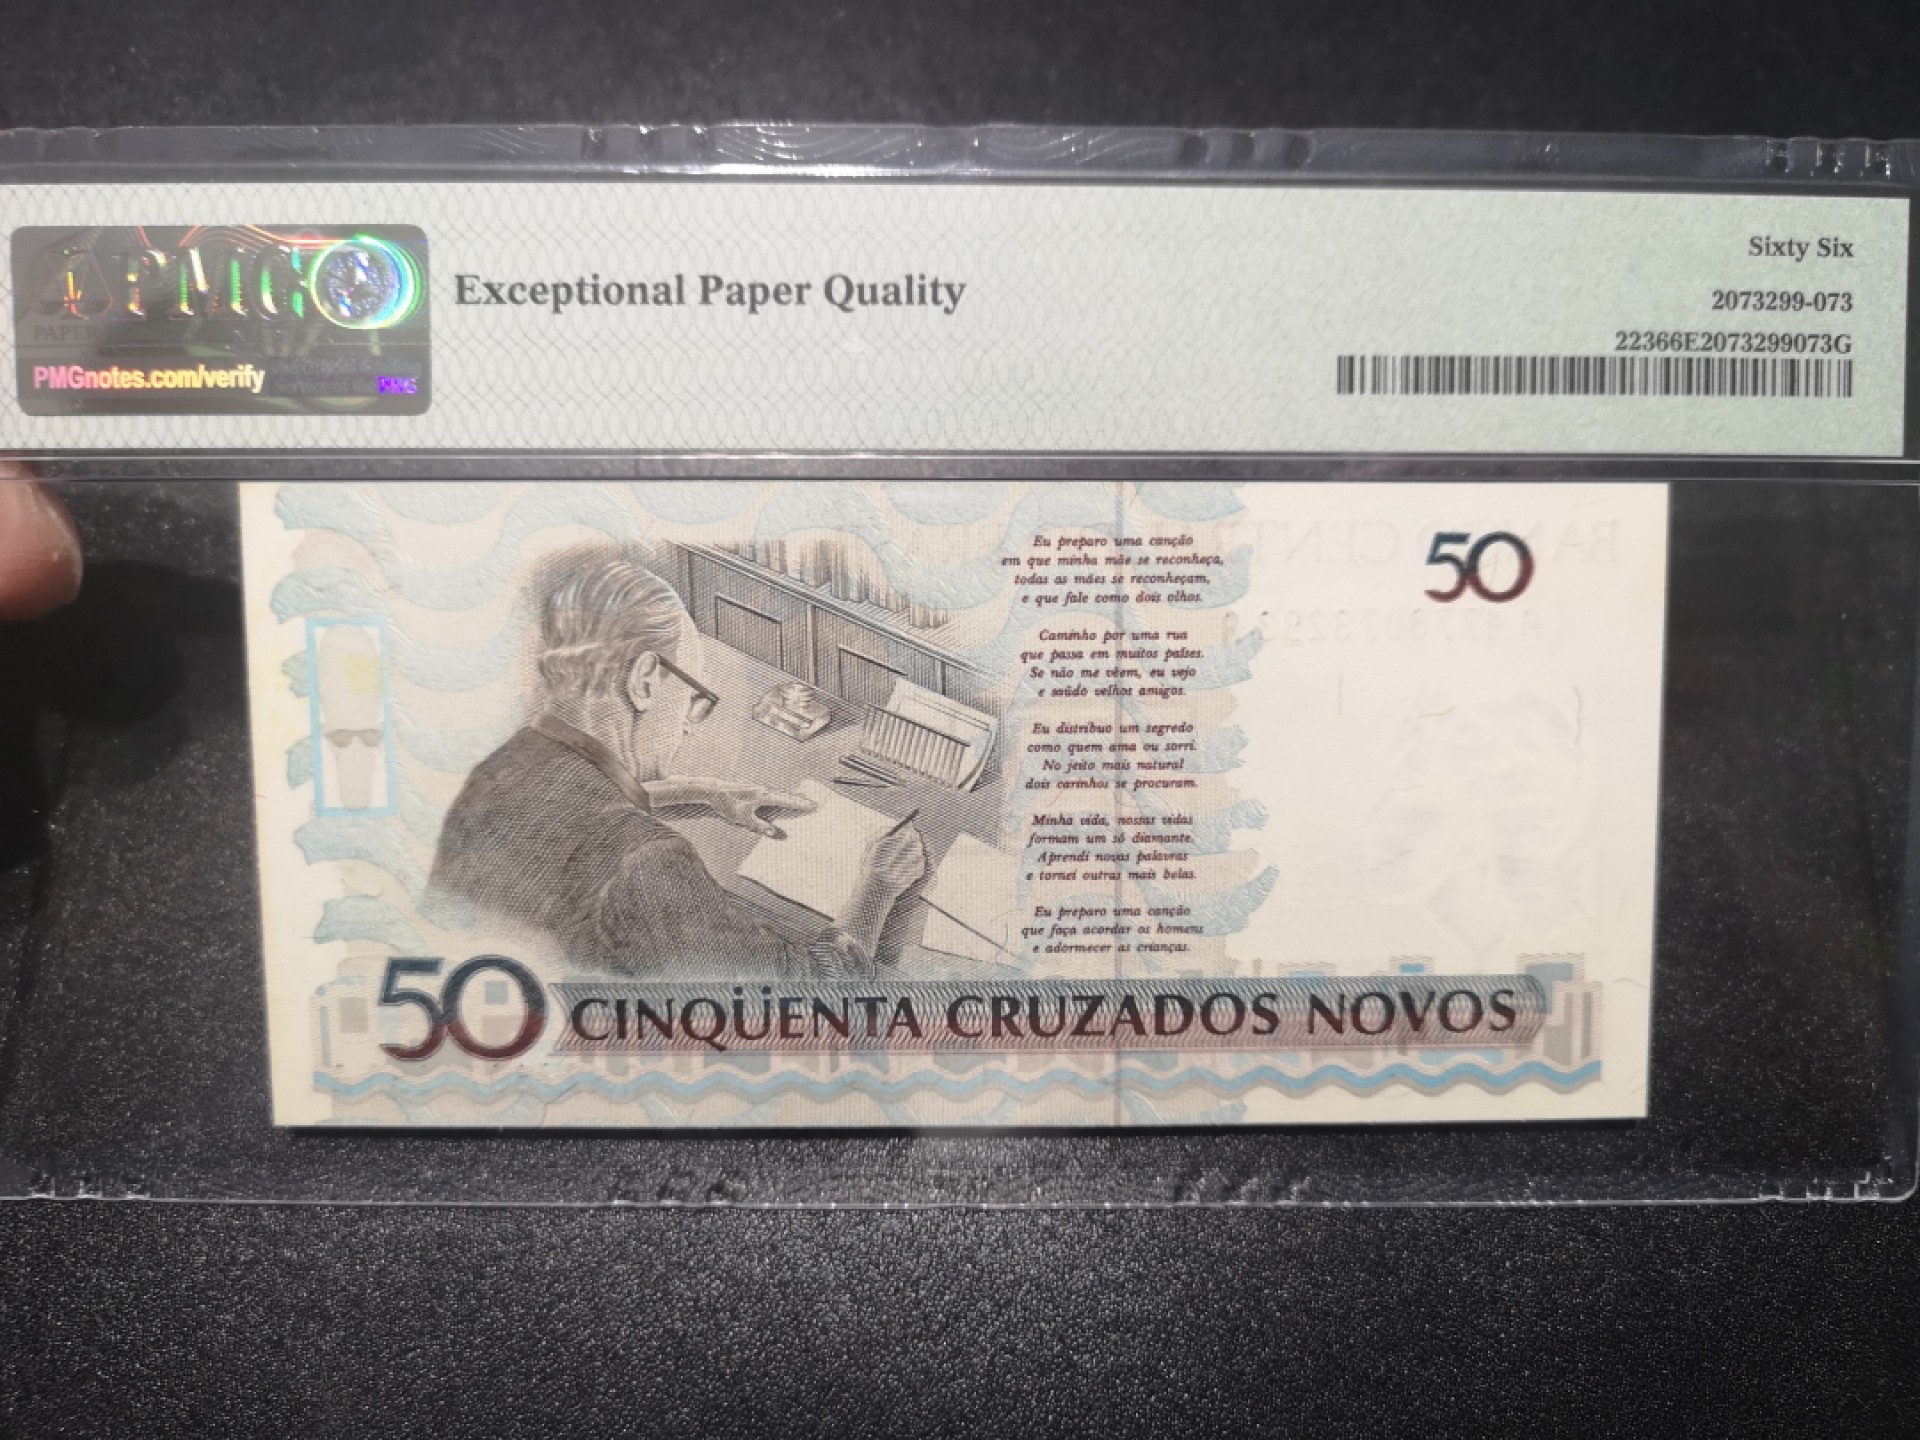 PMG
PAPER
PMGnotes.com/verify
PMG
Exceptional Paper Quality
Sixty Six
2073299-073
22366E2073299073G
Eu preparo uma canção
em que minha mãe se reconheça,
todas as mães se reconheçam,
e que fale como dois olhos.
Caminho por uma rua
que passa em muitos países.
Se não me vêem, eu vejo
e saúdo velhos amigos.
Eu distribuo um segredo
como quem ama ou sorri.
No jeito mais natural
dois carinhos se procuram.
Minha vida, nossas vidas
formam um só diamante.
Aprendi novas palavras
e tornei outras mais belas.
Eu preparo uma canção
que faça acordar os homens
e adormecer as crianças.
50
50 CINQÜENTA CRUZADOS NOVOS